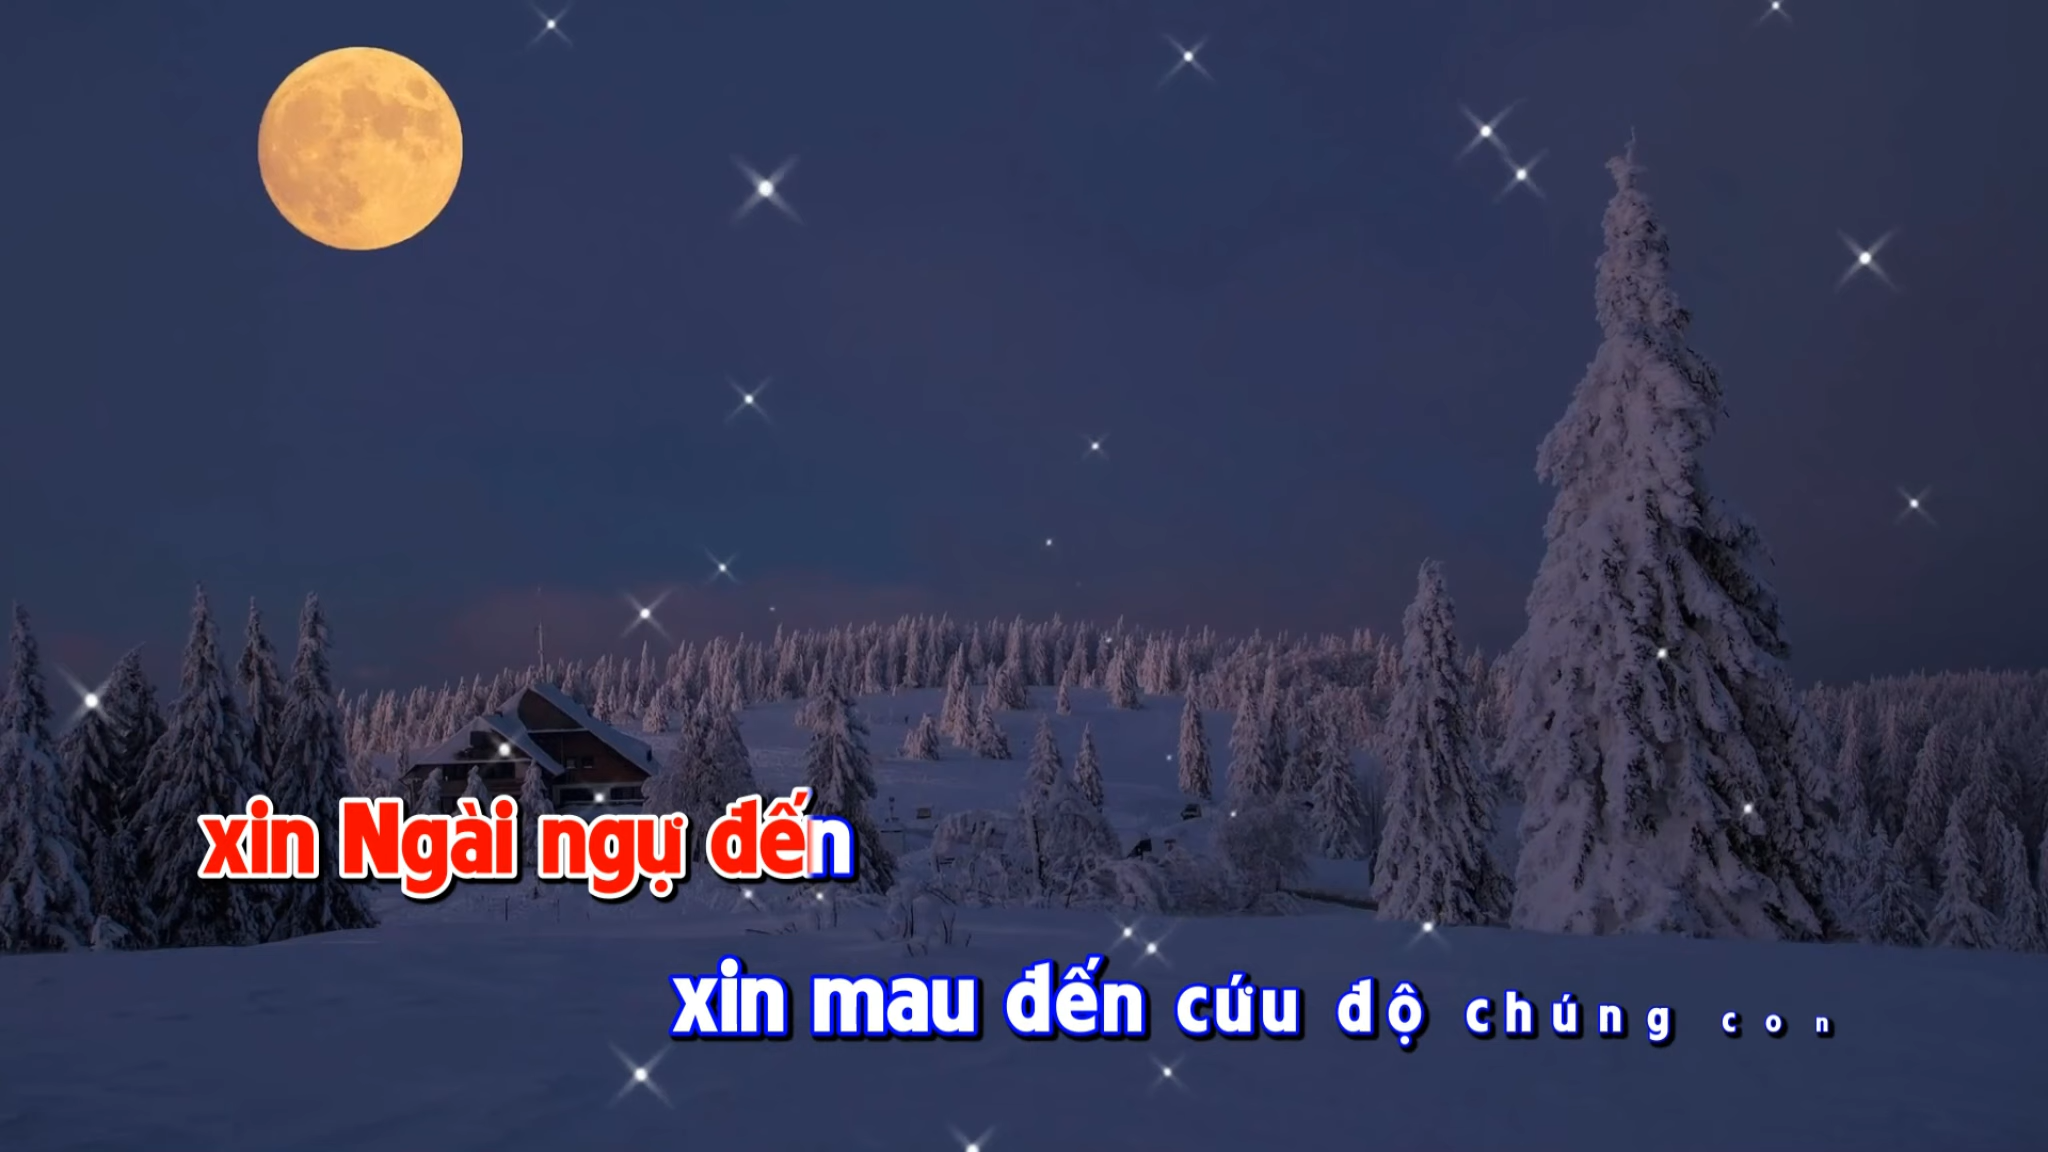 xin Ngài ngự đến
xin mau đến cứu độ chúng con